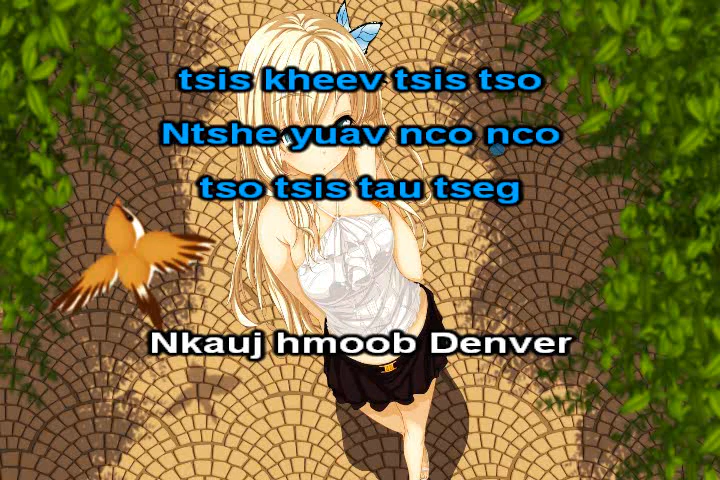 tsis kheev tsis tso
Ntshe yuav nco nco
tso tsis tau tseg
Nkauj hmoob Denver